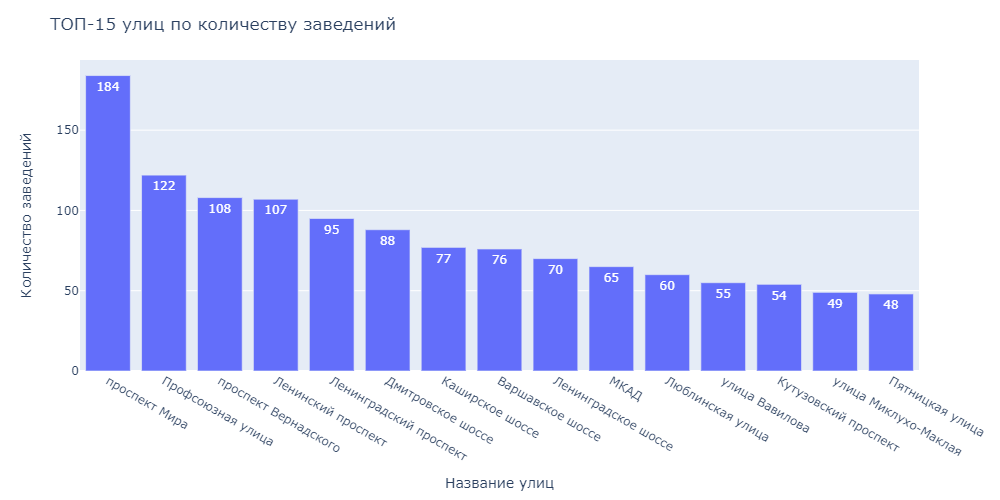 ТОП-15 улиц по количеству заведений
Количество заведений
150
100
50
0
184
122
108
107
95
88
77
76
70
65
60
55
54
49
48
проспект Мира
Профсоюзная улица
проспект Вернадского
Ленинский проспект
Ленинградский проспект
Дмитровское шоссе
Каширское шоссе
Варшавское шоссе
Ленинградское шоссе
МКАД
Люблинская улица
улица Вавилова
Кутузовский проспект
улица Миклухо-Маклая
Пятницкая улица
Название улиц